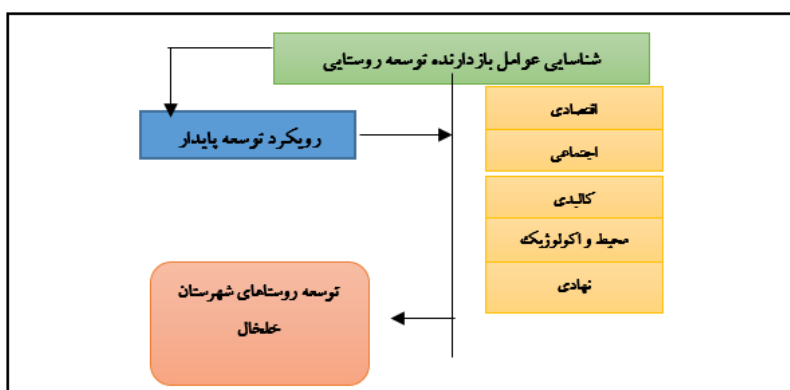 شناسایی عوامل بازدارنده توسعه روستایی
اقتصادی
رویکرد توسعه پایدار
اجتماعی
کالبدی
محیط و اکولوژیک
نهادی
توسعه روستاهای شهرستان
خلخال